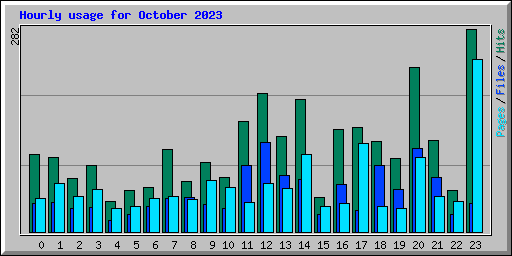 Hourly usage for October 2023
282
Pages/Files/Hits
0 1 2 3 4 5 6 7 8 9 10 11 12 13 14 15 16 17 18 19 20 21 22 23